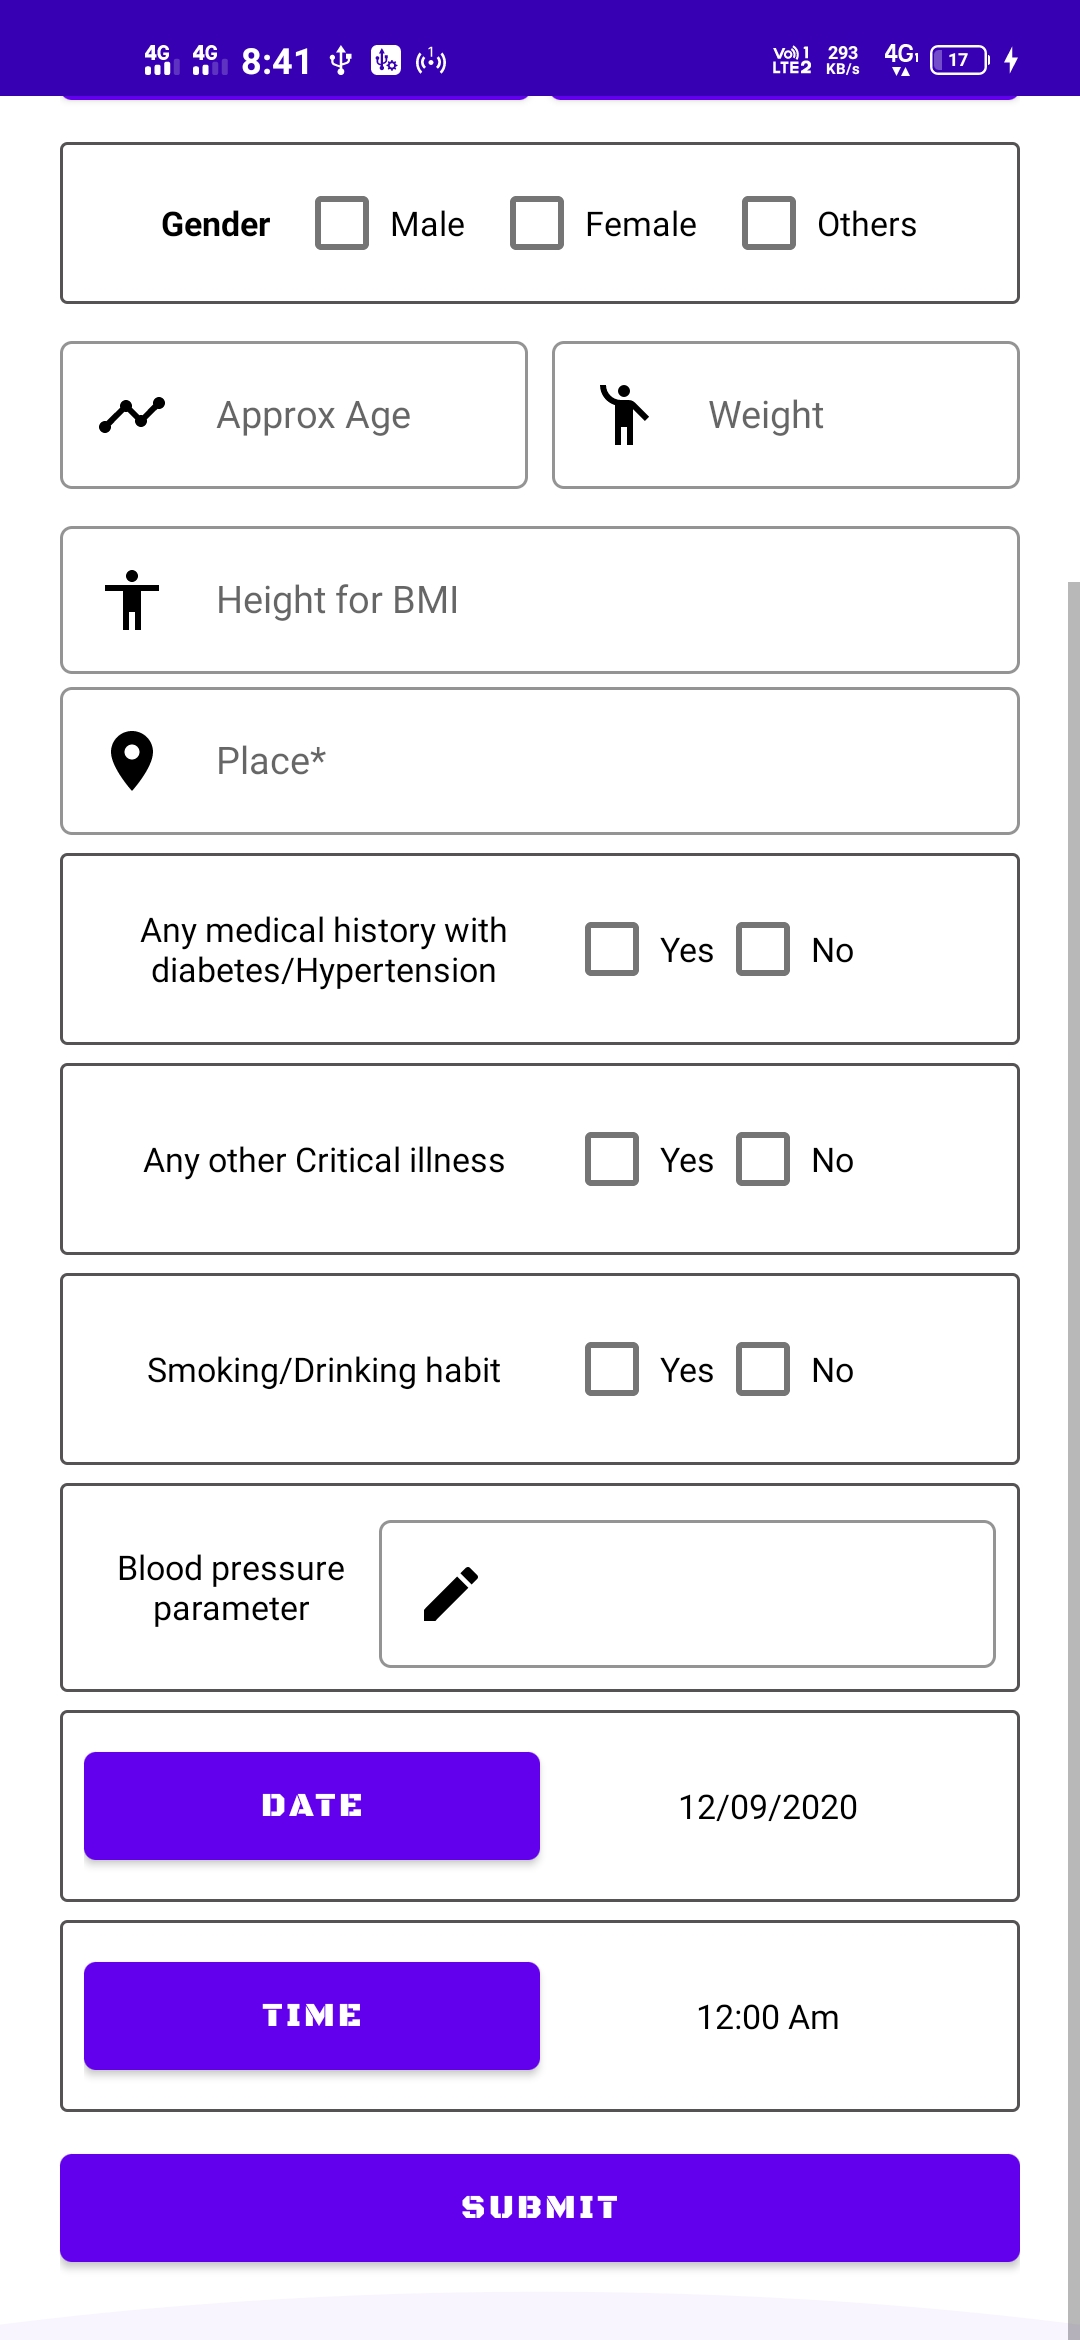 4G 4G 8:41 Vo)) 1 LTE2 293 KB/s 4G 17
Gender Male Female Others
Approx Age Weight
Height for BMI
Place*
Any medical history with
diabetes/Hypertension Yes No
Any other Critical illness Yes No
Smoking/Drinking habit Yes No
Blood pressure
parameter
DATE 12/09/2020
TIME 12:00 Am
SUBMIT